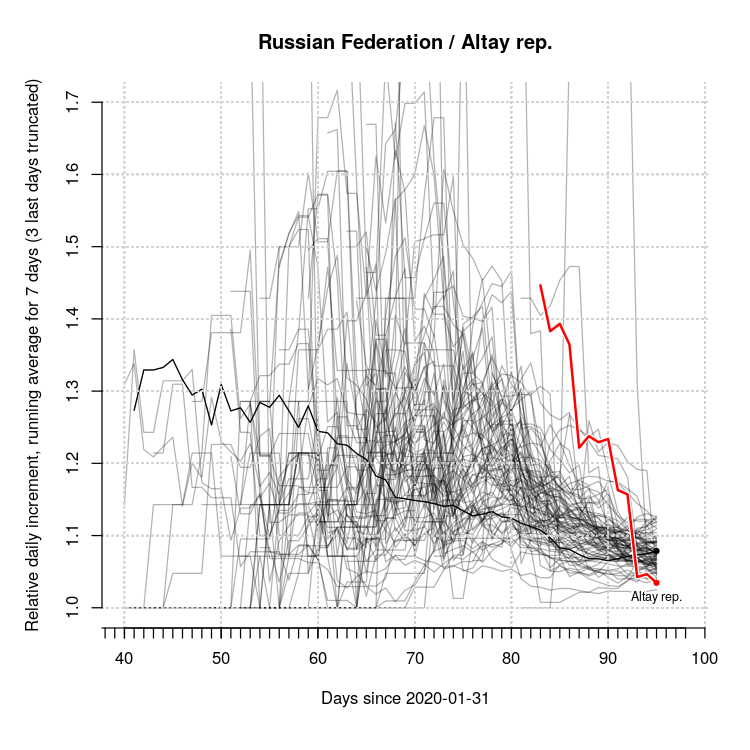 Russian Federation / Altay rep.
Relative daily increment, running average for 7 days (3 last days truncated)
1.7
1.6
1.5
1.4
1.3
1.2
1.1
1.0
Altay rep.
40 50 60 70 80 90 100
Days since 2020-01-31